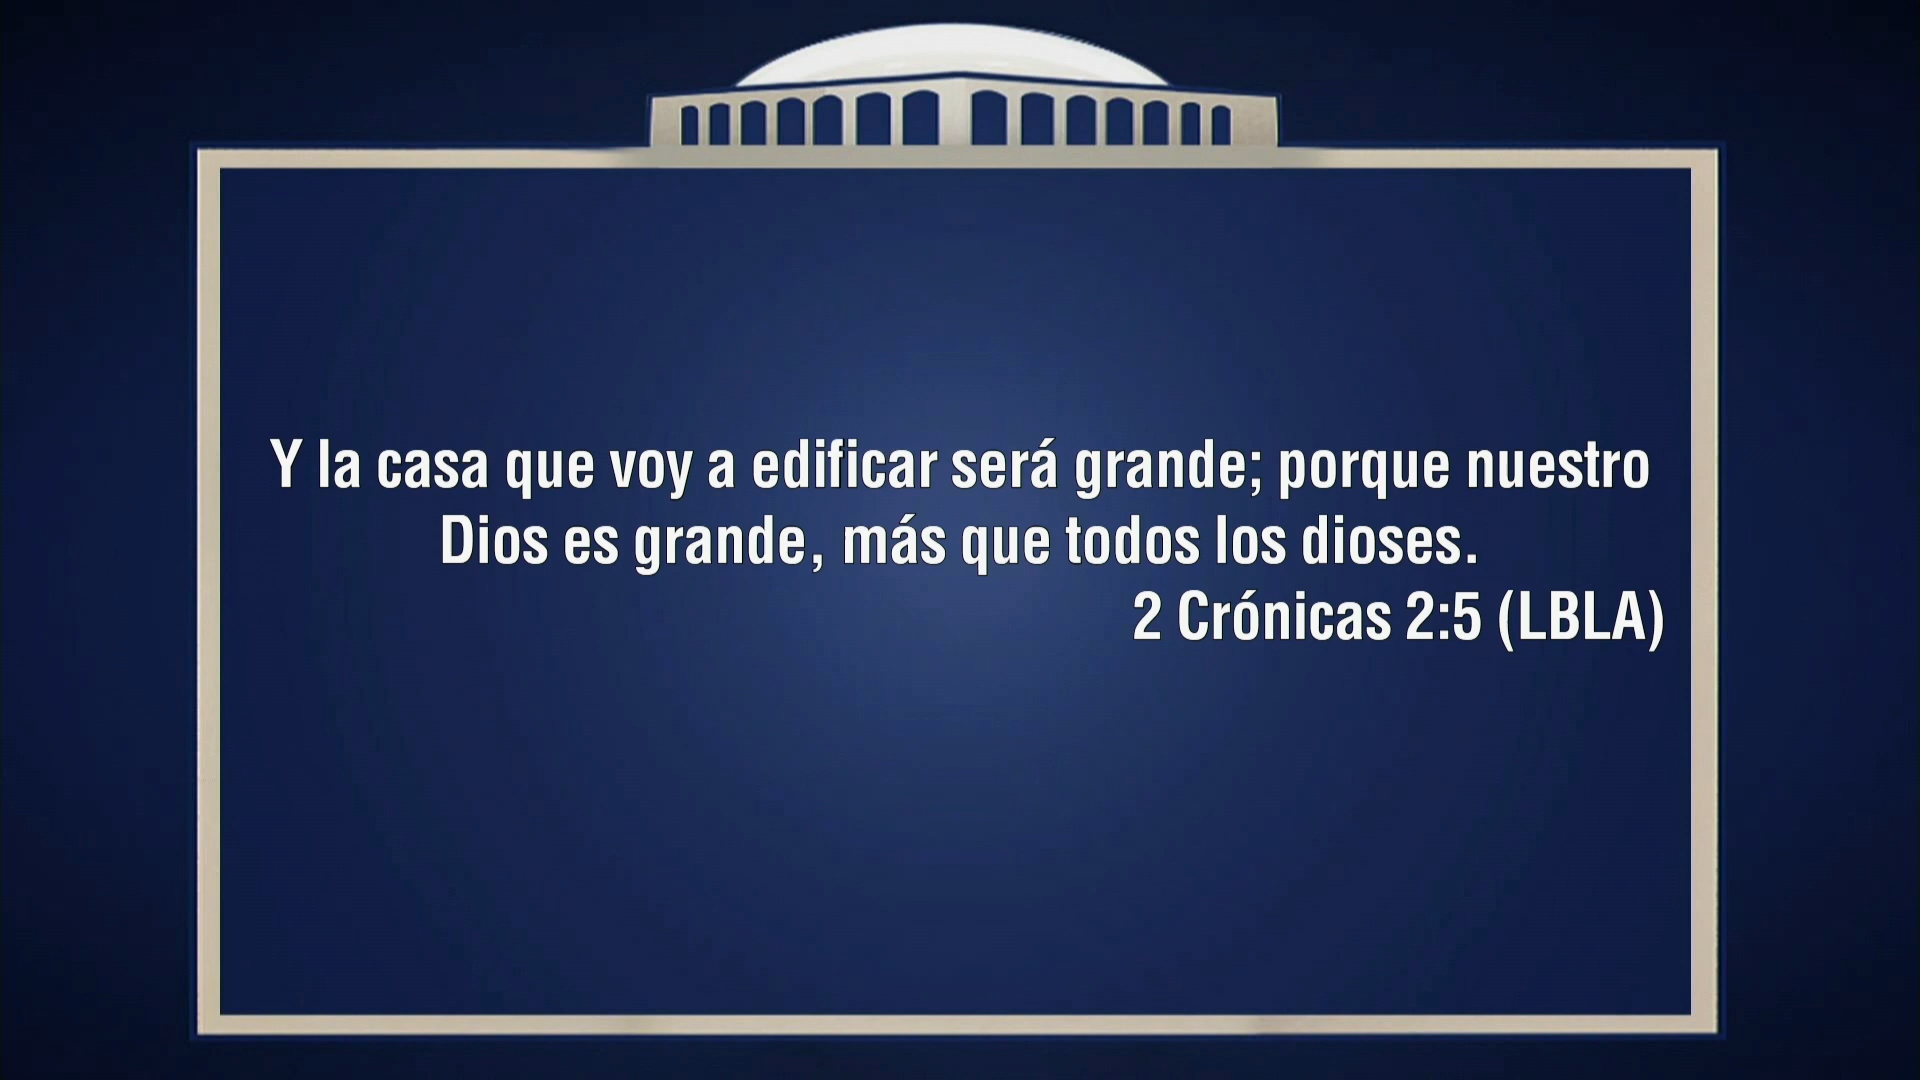 Y la casa que voy a edificar será grande; porque nuestro
Dios es grande, más que todos los dioses.
2 Crónicas 2:5 (LBLA)